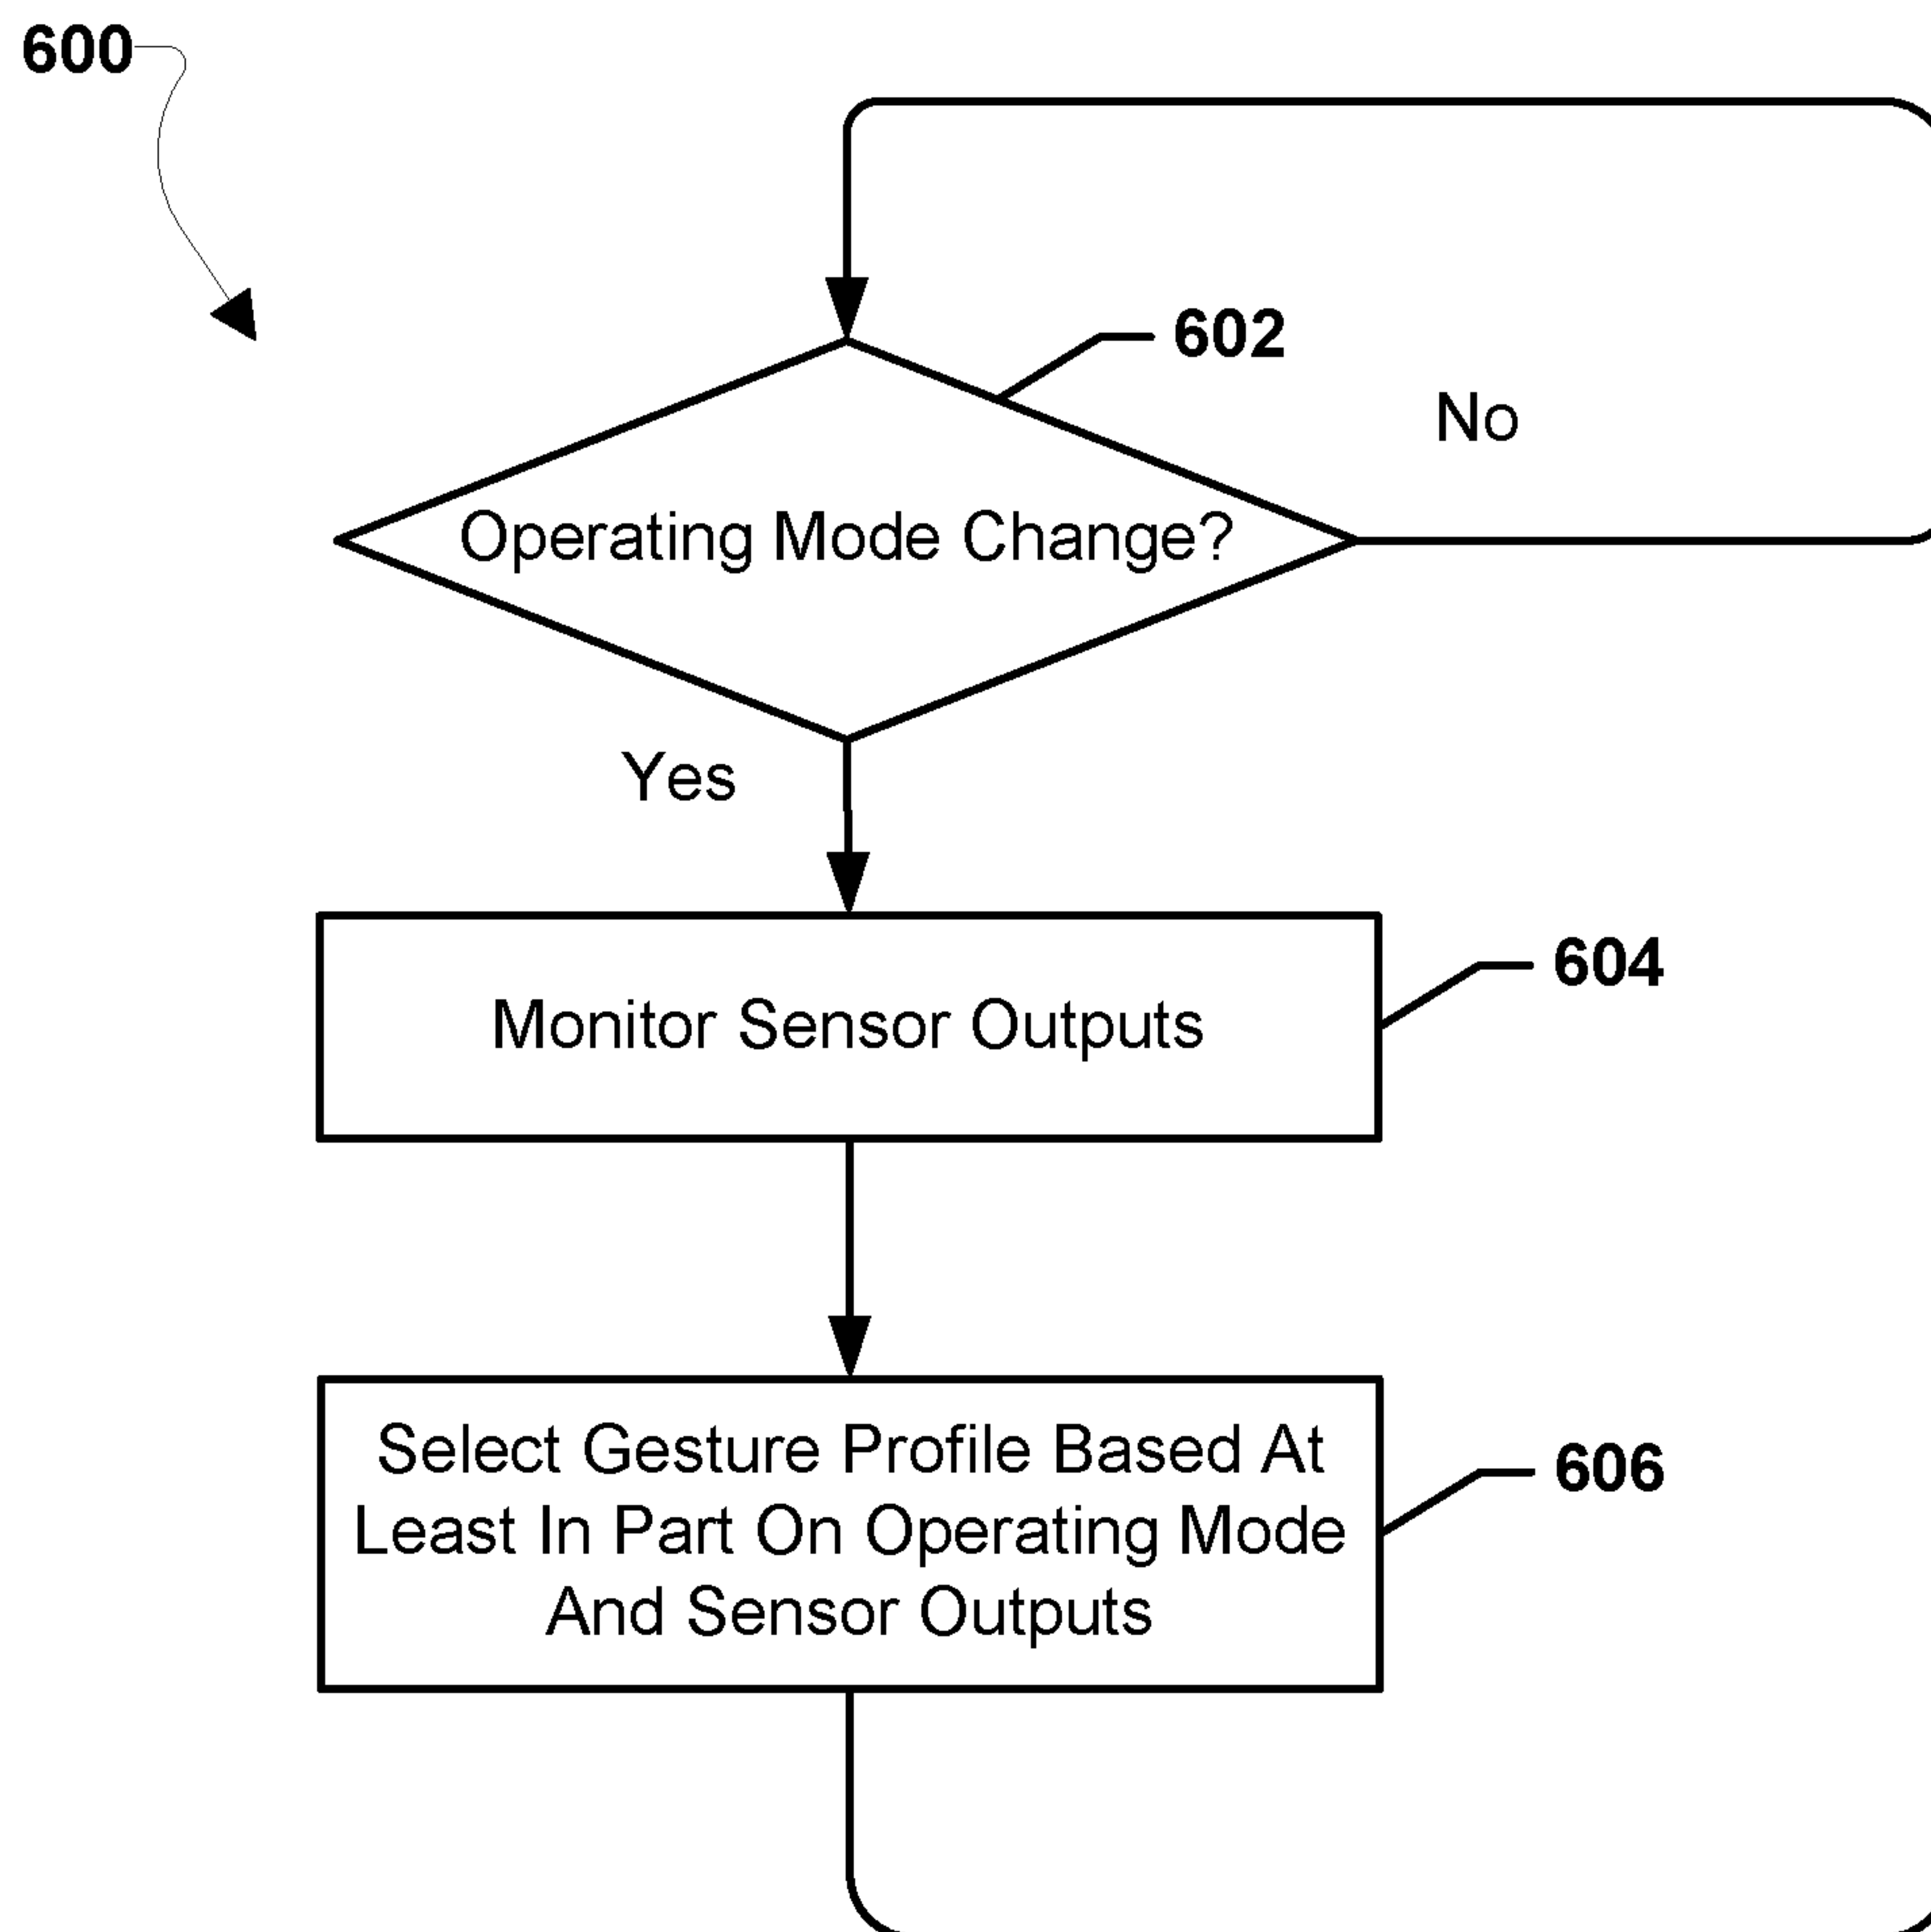 600
602
No
Operating Mode Change?
Yes
604
Monitor Sensor Outputs
Select Gesture Profile Based At
Least In Part On Operating Mode
And Sensor Outputs
606